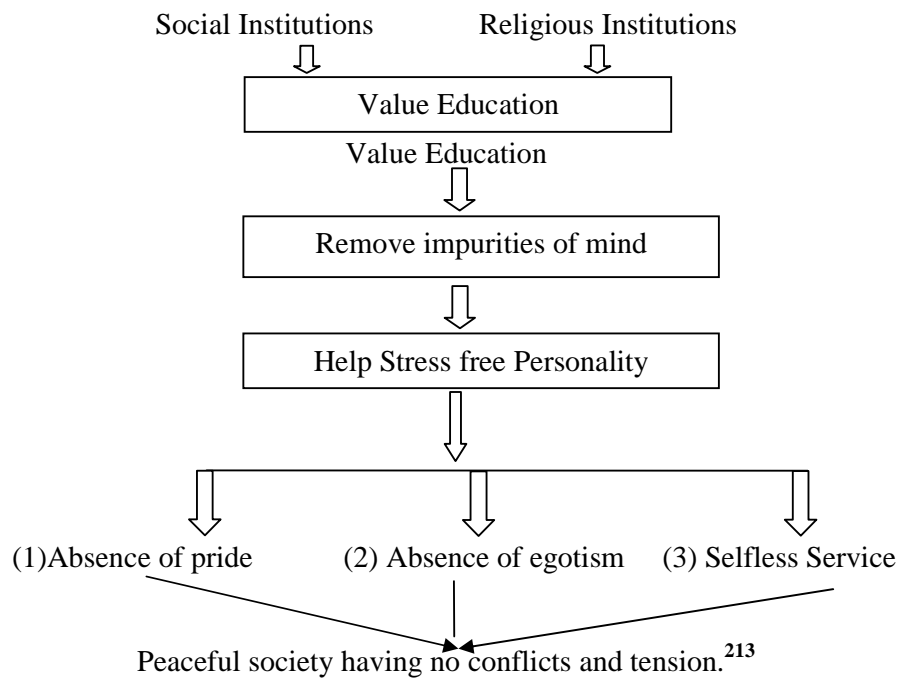 Social Institutions Religious Institutions
Value Education
Value Education
Remove impurities of mind
Help Stress free Personality
(1)Absence of pride (2) Absence of egotism (3) Selfless Service
Peaceful society having no conflicts and tension.213